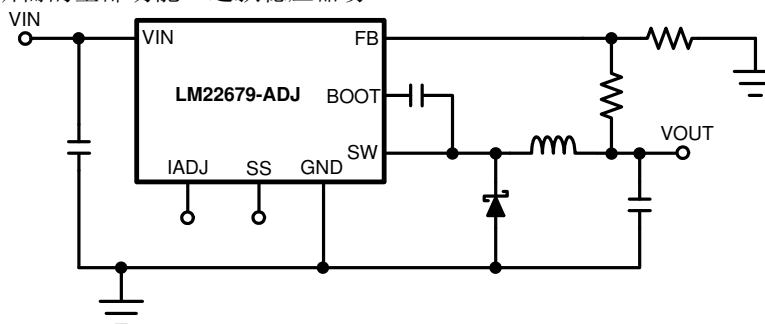 VIN
VIN
FB
LM22679-ADJ
BOOT
SW
VOUT
IADJ
SS
GND